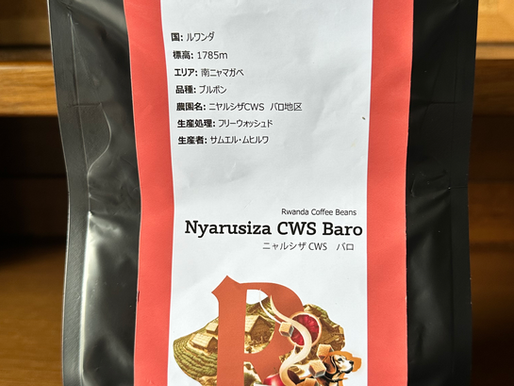 国: ルワンダ
標高: 1785m
エリア: 南ニャマガベ
品種: ブルボン
農園名: ニヤルシザCWS バロ地区
生産処理: フリーウォッシュド
生産者: サムエル・ムヒルワ
Rwanda Coffee Beans
Nyarusiza CWS Baro
ニャルシザ CWS バロ
R